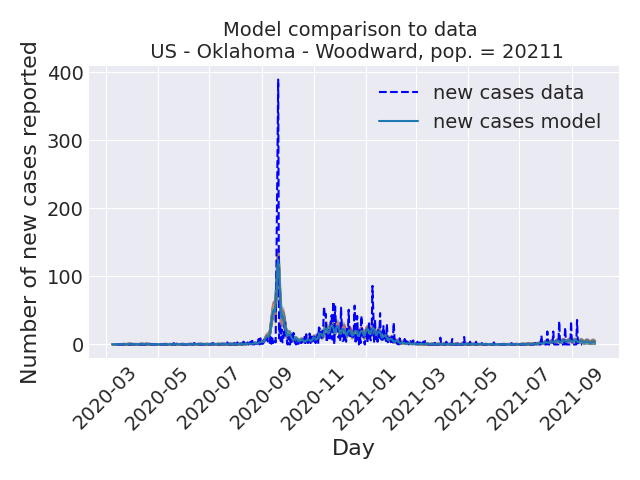 Model comparison to data
US - Oklahoma - Woodward, pop. = 20211
Number of new cases reported
400
300
200
100
0
new cases data
new cases model
2020-03
2020-05
2020-07
2020-09
2020-11
2021-01
2021-03
2021-05
2021-07
2021-09
Day